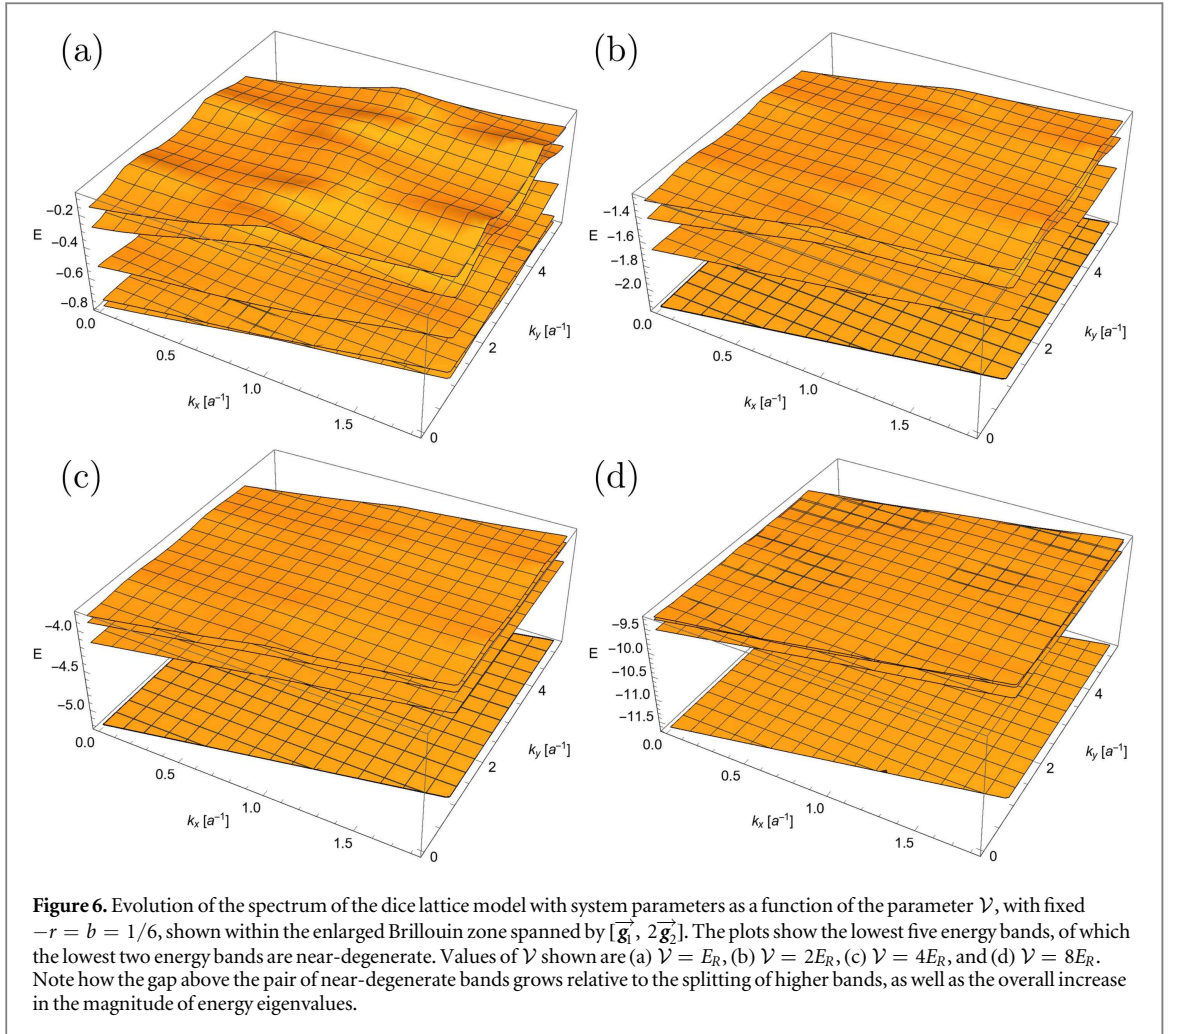 (a)
(b)
−0.2
E
−0.4
−0.6
−0.8
0.0
0.5
1.0
1.5
kx [a⁻¹]
0
2
4
ky [a⁻¹]
−1.4
E
−1.6
−1.8
−2.0
0.0
0.5
1.0
1.5
kx [a⁻¹]
0
2
4
ky [a⁻¹]
(c)
(d)
−4.0
E
−4.5
−5.0
0.0
0.5
1.0
1.5
kx [a⁻¹]
0
2
4
ky [a⁻¹]
−9.5
E
−10.0
−10.5
−11.0
−11.5
0.0
0.5
1.0
1.5
kx [a⁻¹]
0
2
4
ky [a⁻¹]
Figure 6. Evolution of the spectrum of the dice lattice model with system parameters as a function of the parameter 𝒱, with fixed
−r = b = 1/6, shown within the enlarged Brillouin zone spanned by [g⃗₁, 2g⃗₂]. The plots show the lowest five energy bands, of which
the lowest two energy bands are near-degenerate. Values of 𝒱 shown are (a) 𝒱 = E_R, (b) 𝒱 = 2E_R, (c) 𝒱 = 4E_R, and (d) 𝒱 = 8E_R.
Note how the gap above the pair of near-degenerate bands grows relative to the splitting of higher bands, as well as the overall increase
in the magnitude of energy eigenvalues.